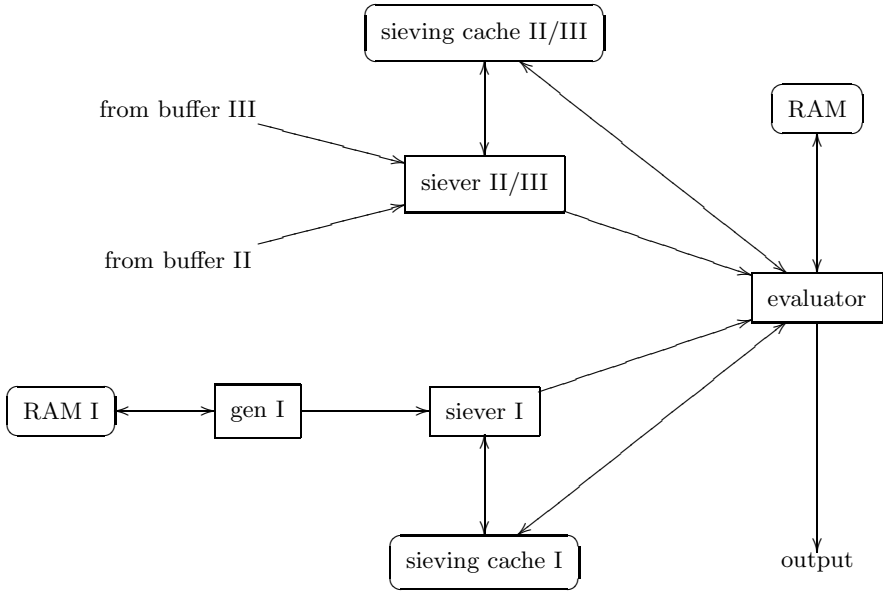 sieving cache II/III
from buffer III
RAM
siever II/III
from buffer II
evaluator
RAM I
gen I
siever I
sieving cache I
output